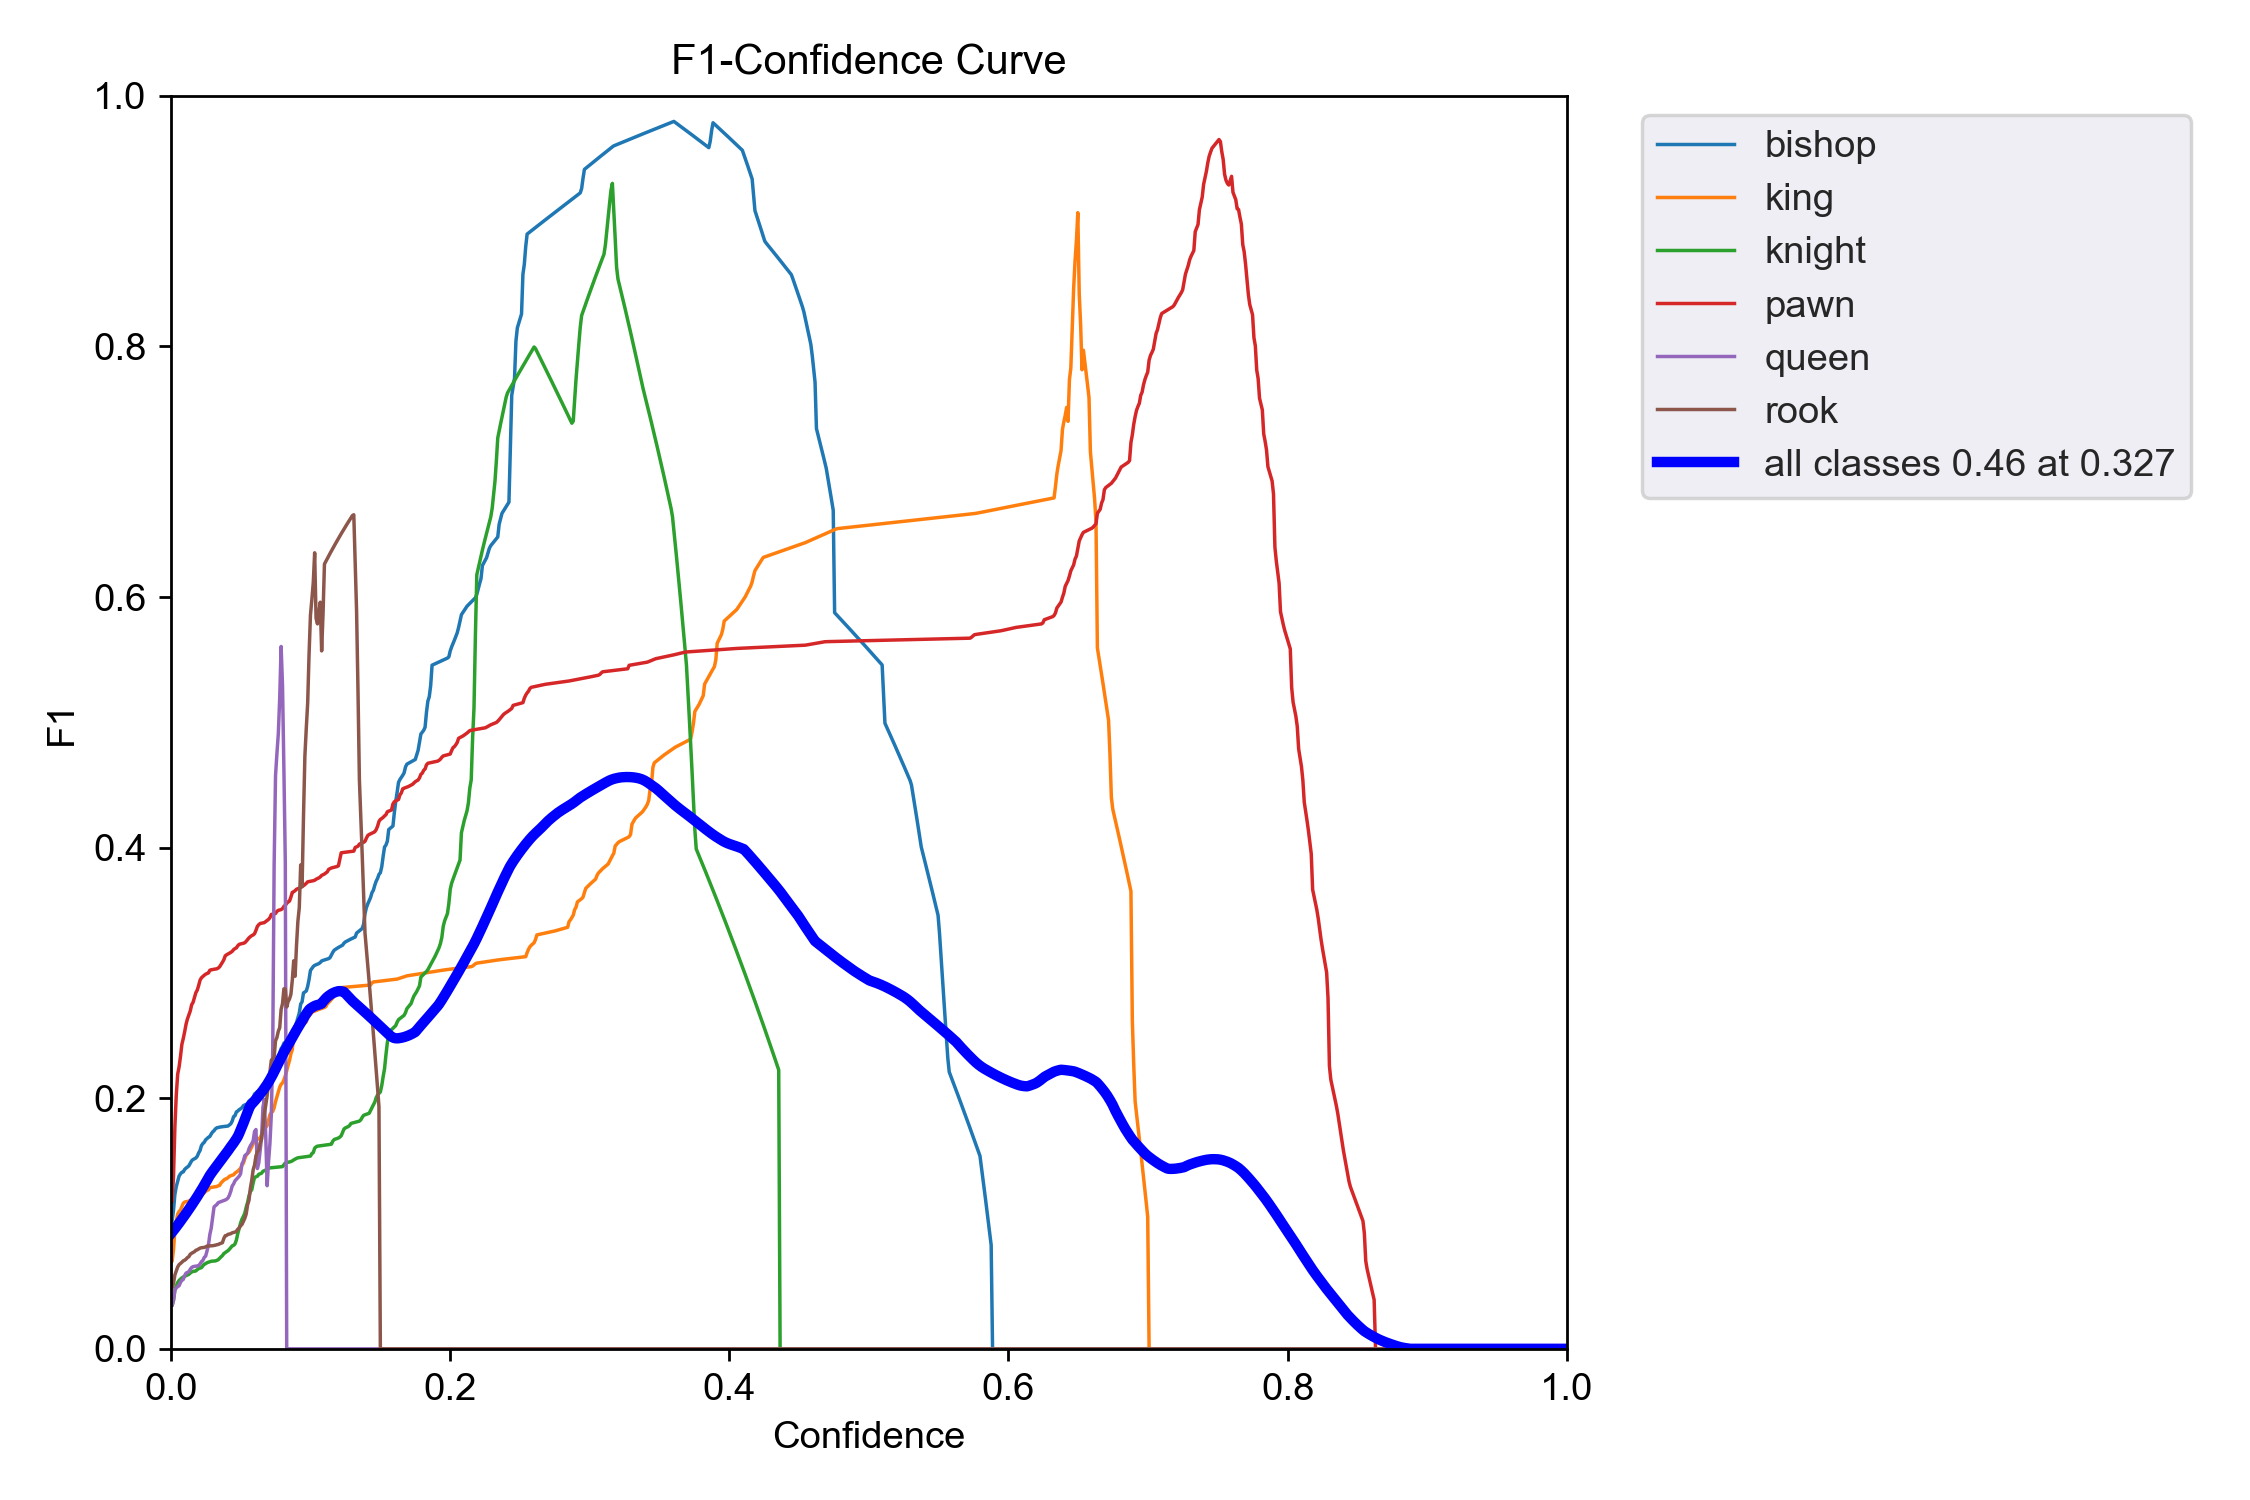 F1-Confidence Curve
1.0
0.8
0.6
0.4
0.2
0.0
F1
0.0 0.2 0.4 0.6 0.8 1.0
Confidence
bishop
king
knight
pawn
queen
rook
all classes 0.46 at 0.327